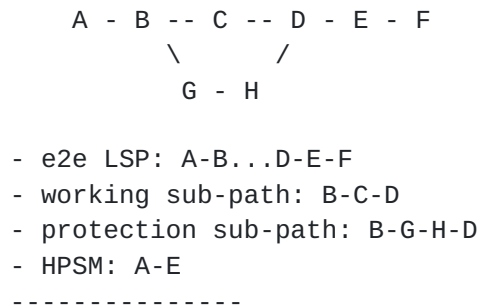 A - B -- C -- D - E - F
\ /
G - H
- e2e LSP: A-B...D-E-F
- working sub-path: B-C-D
- protection sub-path: B-G-H-D
- HPSM: A-E
---------------